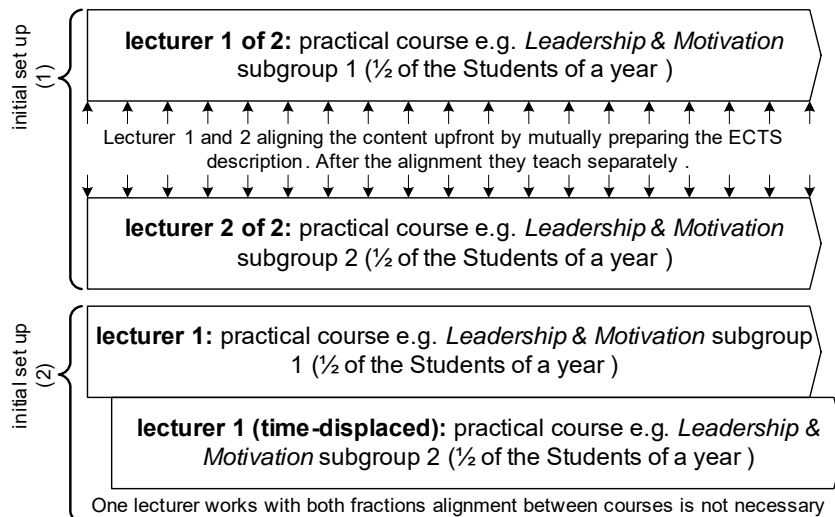 initial set up
(1)
lecturer 1 of 2: practical course e.g. Leadership & Motivation
subgroup 1 (½ of the Students of a year )
Lecturer 1 and 2 aligning the content upfront by mutually preparing the ECTS
description. After the alignment they teach separately .
lecturer 2 of 2: practical course e.g. Leadership & Motivation
subgroup 2 (½ of the Students of a year )
initial set up
(2)
lecturer 1: practical course e.g. Leadership & Motivation subgroup
1 (½ of the Students of a year )
lecturer 1 (time-displaced): practical course e.g. Leadership &
Motivation subgroup 2 (½ of the Students of a year )
One lecturer works with both fractions alignment between courses is not necessary